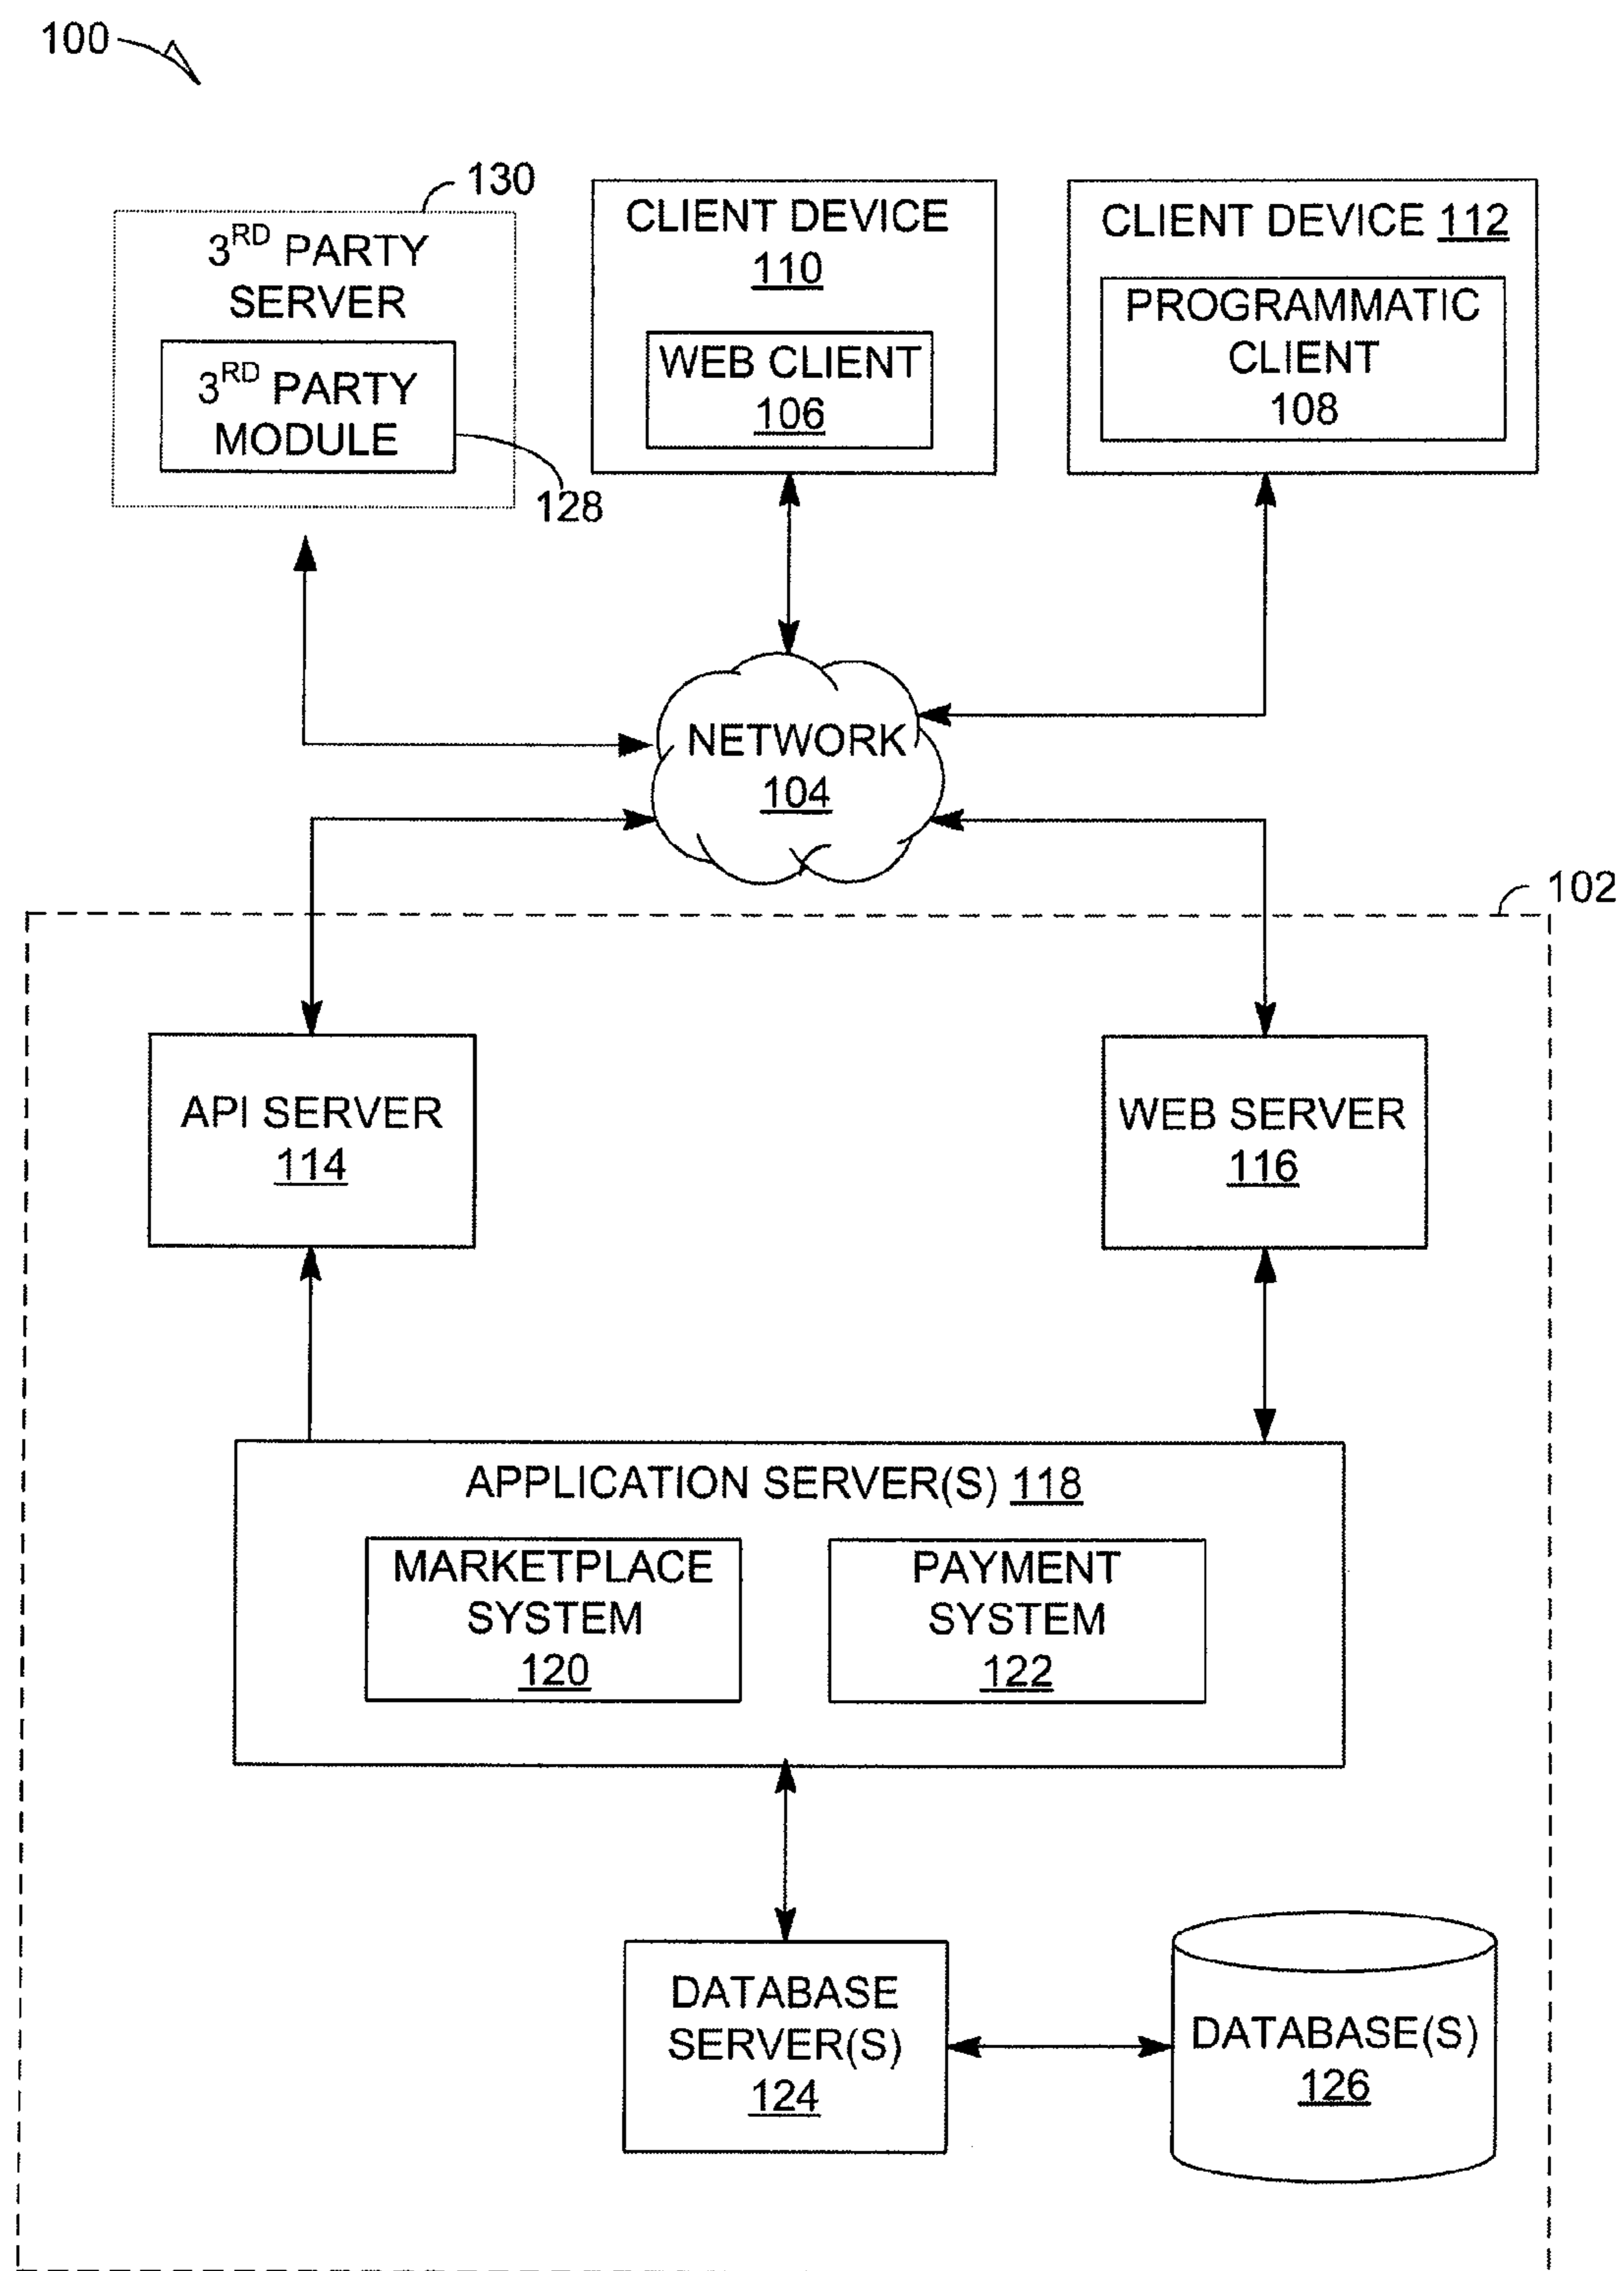 100
130
3RD PARTY
SERVER
3RD PARTY
MODULE
128
CLIENT DEVICE
110
WEB CLIENT
106
CLIENT DEVICE 112
PROGRAMMATIC
CLIENT
108
NETWORK
104
102
API SERVER
114
WEB SERVER
116
APPLICATION SERVER(S) 118
MARKETPLACE
SYSTEM
120
PAYMENT
SYSTEM
122
DATABASE
SERVER(S)
124
DATABASE(S)
126